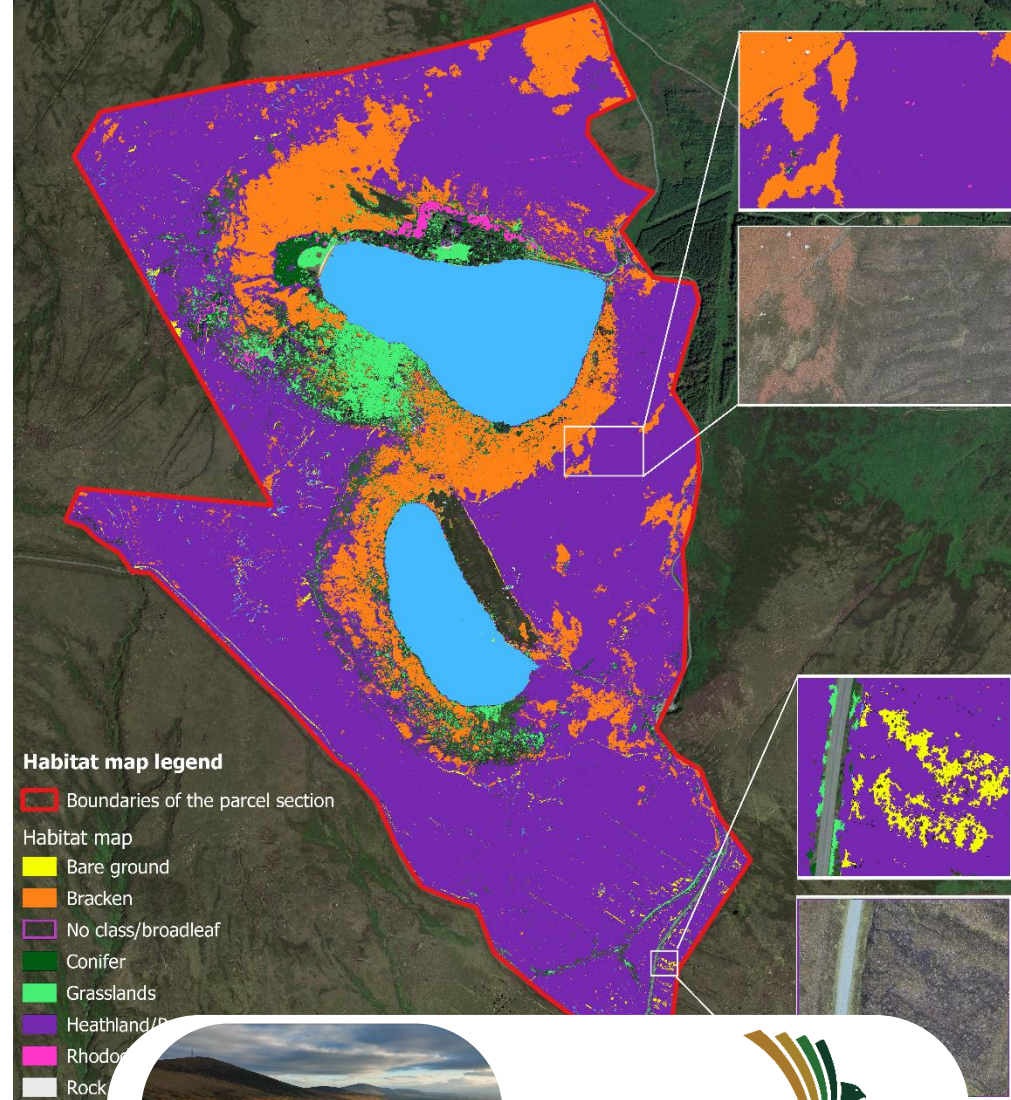 Habitat map legend
Boundaries of the parcel section
Habitat map
Bare ground
Bracken
No class/broadleaf
Conifer
Grasslands
Rock